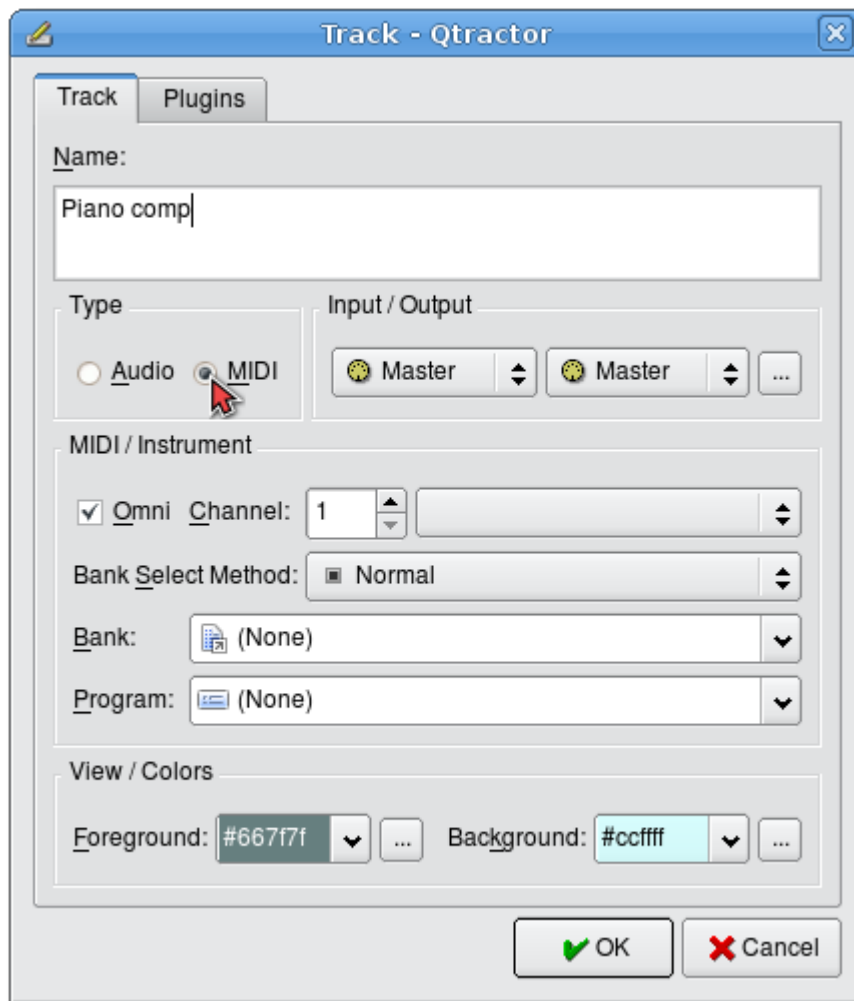 Track - Qtractor
Track Plugins
Name:
Piano comp
Type Input / Output
Audio MIDI Master Master ...
MIDI / Instrument
Omni Channel: 1
Bank Select Method: Normal
Bank: (None)
Program: (None)
View / Colors
Foreground: #667f7f ... Background: #ccffff ...
OK Cancel